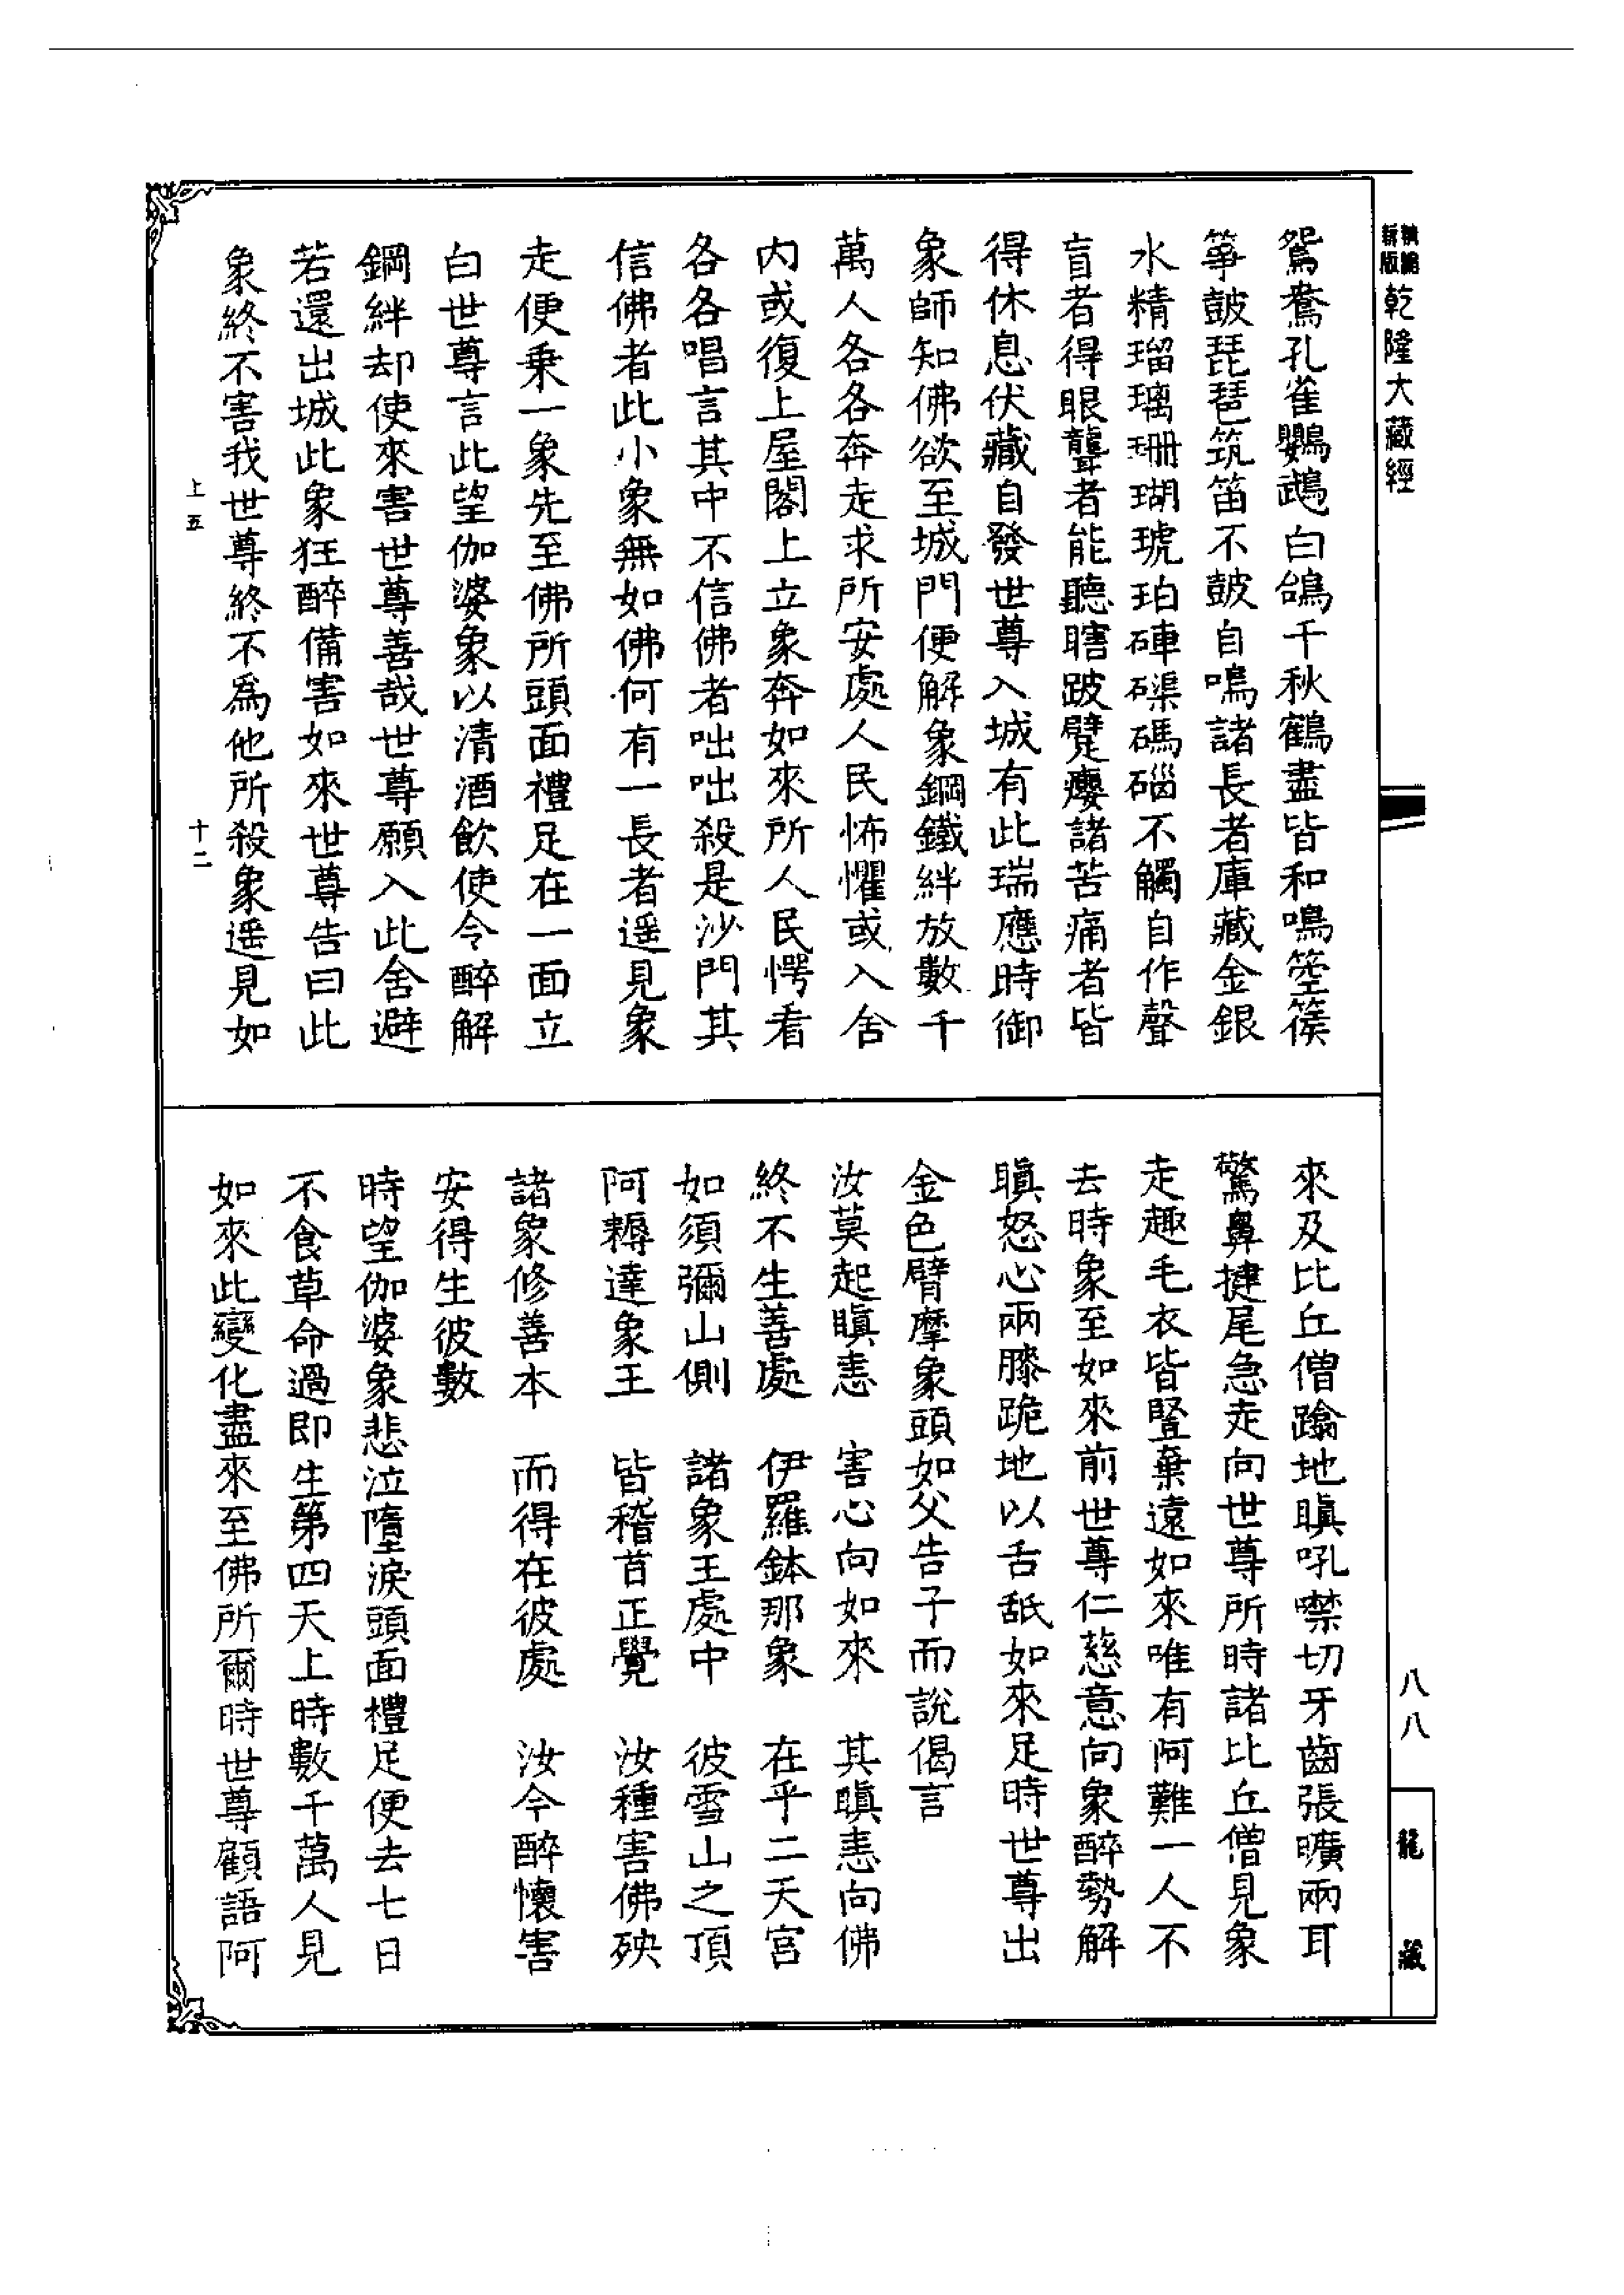 新版精縮乾隆大藏經
鴛鴦孔雀鸚鵡白鴿千秋鶴盡皆和鳴箜篌
箏鼓琵琶筑笛不鼓自鳴諸長者庫藏金銀
水精瑠璃珊瑚琥珀硨磲碼碯不觸自作聲
盲者得眼聾者能聽瞎跛躄癭諸苦痛者皆
得休息伏藏自發世尊入城有此瑞應時御
象師知佛欲至城門便解象鋼鐵絆放數千
萬人各各奔走求所安處人民怖懼或入舍
内或復上屋閣上立象奔如來所人民愕看
各各唱言其中不信佛者咄咄殺是沙門其
信佛者此小象無如佛何有一長者遥見象
走便乗一象先至佛所頭面禮足在一面立
白世尊言此望伽婆象以清酒飲使令醉解
鋼絆却使來害世尊善哉世尊願入此舍避
若還出城此象狂醉備害如來世尊告曰此
象終不害我世尊終不爲他所殺象遥見如
上五
十二
來及比丘僧踰地瞋吼噤切牙齒張曠兩耳
驚鼻揵尾急走向世尊所時諸比丘僧見象
走趣毛衣皆豎棄遠如來唯有阿難一人不
去時象至如來前世尊仁慈意向象醉勢解
瞋怒心兩膝跪地以舌舐如來足時世尊出
金色臂摩象頭如父告子而說偈言
汝莫起瞋恚　害心向如來　其瞋恚向佛
終不生善處　伊羅鉢那象　在乎二天宮
如須彌山側　諸象王處中　彼雪山之頂
阿耨達象王　皆稽首正覺　汝種害佛殃
諸象修善本　而得在彼處　汝今醉懷害
安得生彼數
時望伽婆象悲泣墮淚頭面禮足便去七日
不食草命過即生第四天上時數千萬人見
如來此變化盡來至佛所爾時世尊顧語阿
八八
龍藏